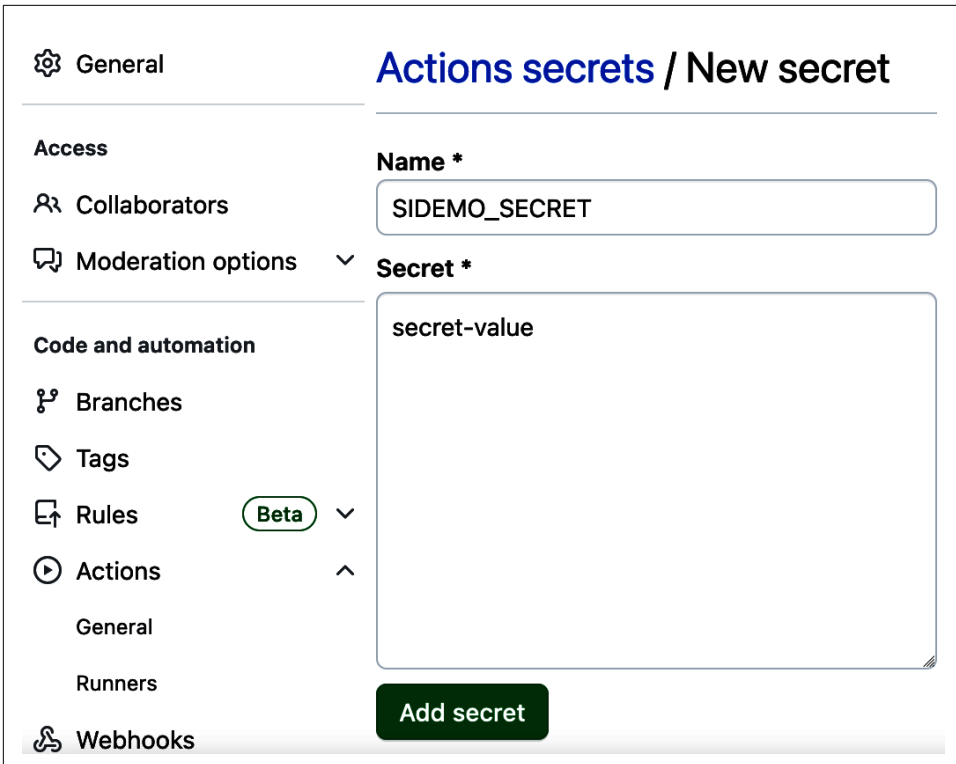 General
Access
Collaborators
Moderation options
Code and automation
Branches
Tags
Rules Beta
Actions
General
Runners
Webhooks
Actions secrets / New secret
Name *
SIDEMO_SECRET
Secret *
secret-value
Add secret